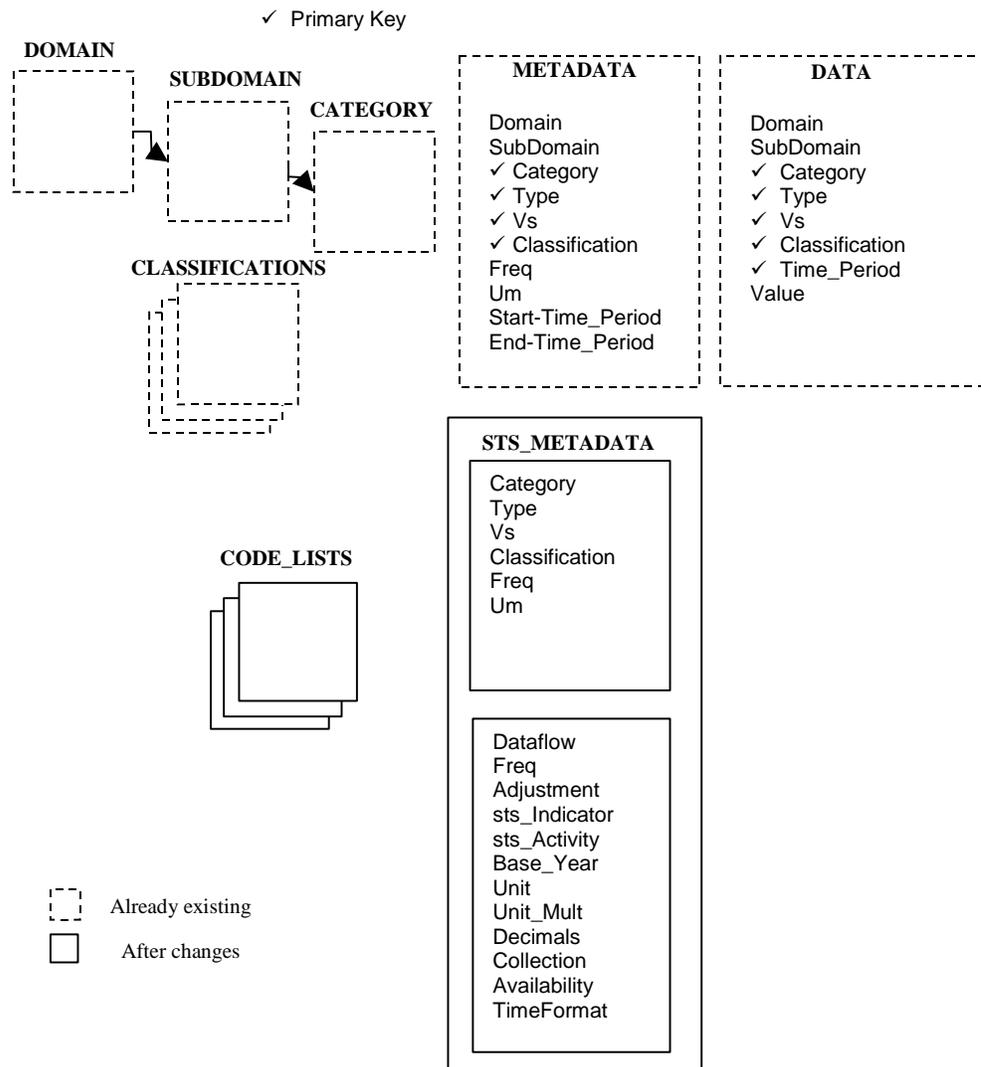 ✓ Primary Key
DOMAIN
SUBDOMAIN
CATEGORY
CLASSIFICATIONS
METADATA
Domain
SubDomain
✓ Category
✓ Type
✓ Vs
✓ Classification
Freq
Um
Start-Time_Period
End-Time_Period
DATA
Domain
SubDomain
✓ Category
✓ Type
✓ Vs
✓ Classification
✓ Time_Period
Value
CODE_LISTS
STS_METADATA
Category
Type
Vs
Classification
Freq
Um
Dataflow
Freq
Adjustment
sts_Indicator
sts_Activity
Base_Year
Unit
Unit_Mult
Decimals
Collection
Availability
TimeFormat
Already existing
After changes